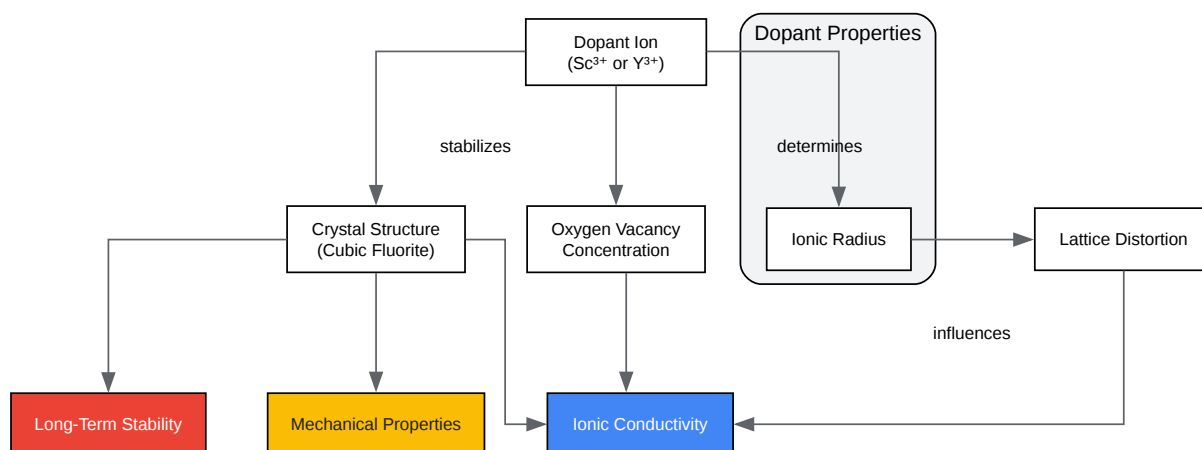 Dopant Properties
Dopant Ion
(Sc³⁺ or Y³⁺)
stabilizes
determines
Crystal Structure
(Cubic Fluorite)
Oxygen Vacancy
Concentration
Ionic Radius
Lattice Distortion
influences
Long-Term Stability
Mechanical Properties
Ionic Conductivity